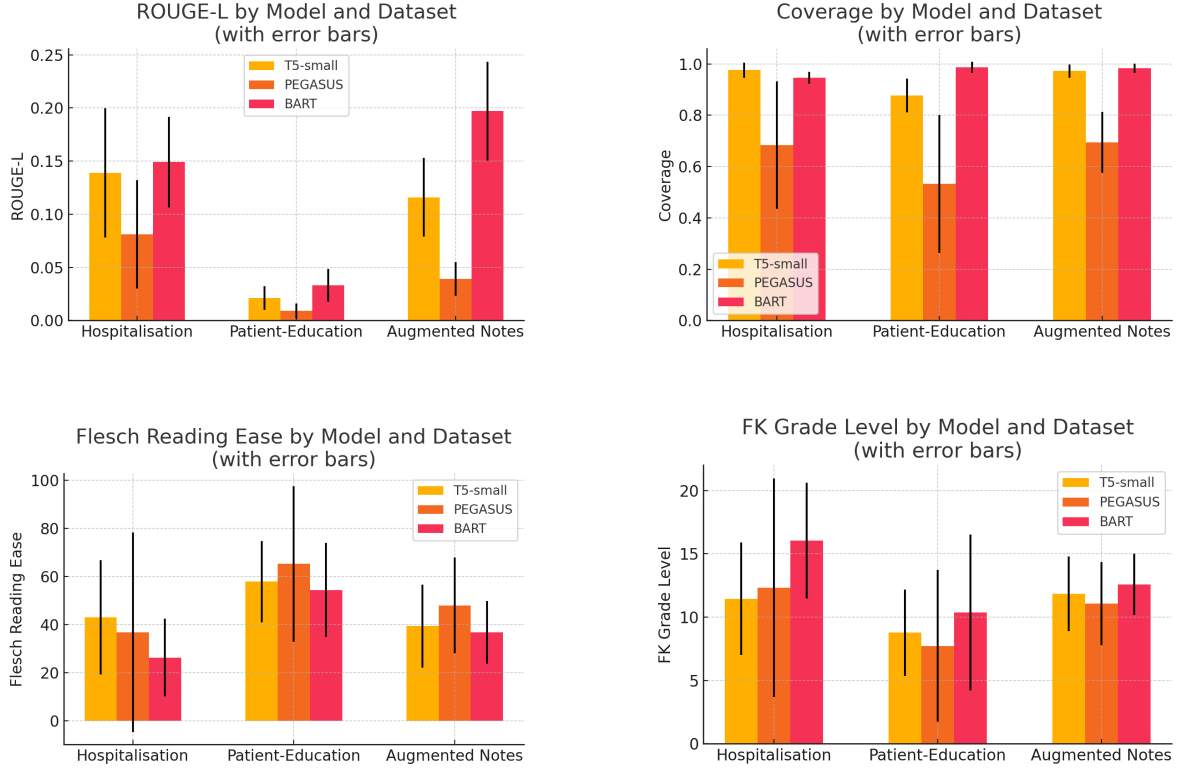 ROUGE-L by Model and Dataset
(with error bars)
T5-small
PEGASUS
BART
ROUGE-L
0.25
0.20
0.15
0.10
0.05
0.00
Hospitalisation
Patient-Education
Augmented Notes
Coverage by Model and Dataset
(with error bars)
Coverage
1.0
0.8
0.6
0.4
0.2
0.0
T5-small
PEGASUS
BART
Hospitalisation
Patient-Education
Augmented Notes
Flesch Reading Ease by Model and Dataset
(with error bars)
T5-small
PEGASUS
BART
Flesch Reading Ease
100
80
60
40
20
0
Hospitalisation
Patient-Education
Augmented Notes
FK Grade Level by Model and Dataset
(with error bars)
T5-small
PEGASUS
BART
FK Grade Level
20
15
10
5
0
Hospitalisation
Patient-Education
Augmented Notes